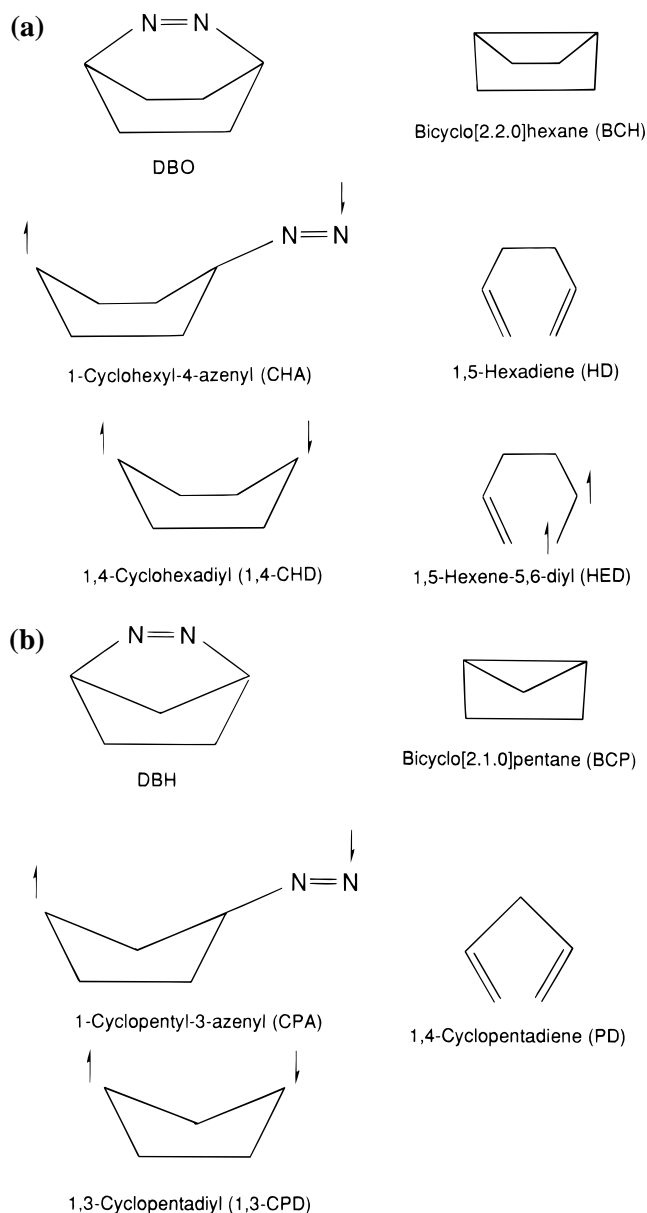 (a)
N=N
DBO
Bicyclo[2.2.0]hexane (BCH)
N=N
1-Cyclohexyl-4-azenyl (CHA)
1,5-Hexadiene (HD)
1,4-Cyclohexadiyl (1,4-CHD)
1,5-Hexene-5,6-diyl (HED)
(b)
N=N
DBH
Bicyclo[2.1.0]pentane (BCP)
N=N
1-Cyclopentyl-3-azenyl (CPA)
1,4-Cyclopentadiene (PD)
1,3-Cyclopentadiyl (1,3-CPD)